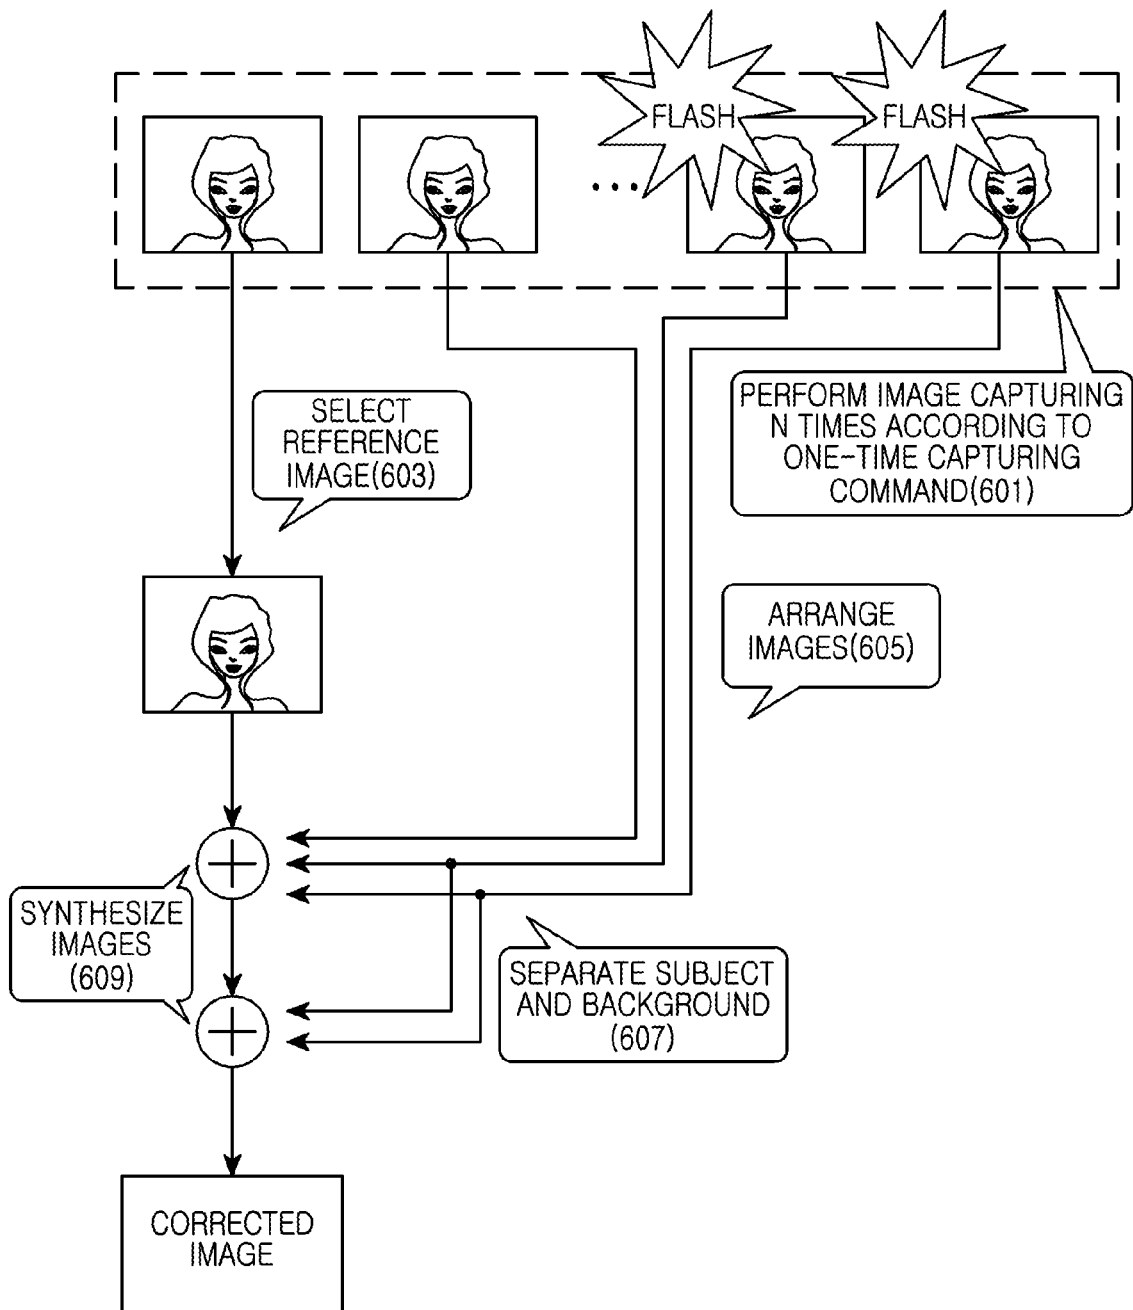 FLASH
FLASH
...
PERFORM IMAGE CAPTURING
N TIMES ACCORDING TO
ONE-TIME CAPTURING
COMMAND(601)
SELECT
REFERENCE
IMAGE(603)
ARRANGE
IMAGES(605)
SYNTHESIZE
IMAGES
(609)
SEPARATE SUBJECT
AND BACKGROUND
(607)
CORRECTED
IMAGE